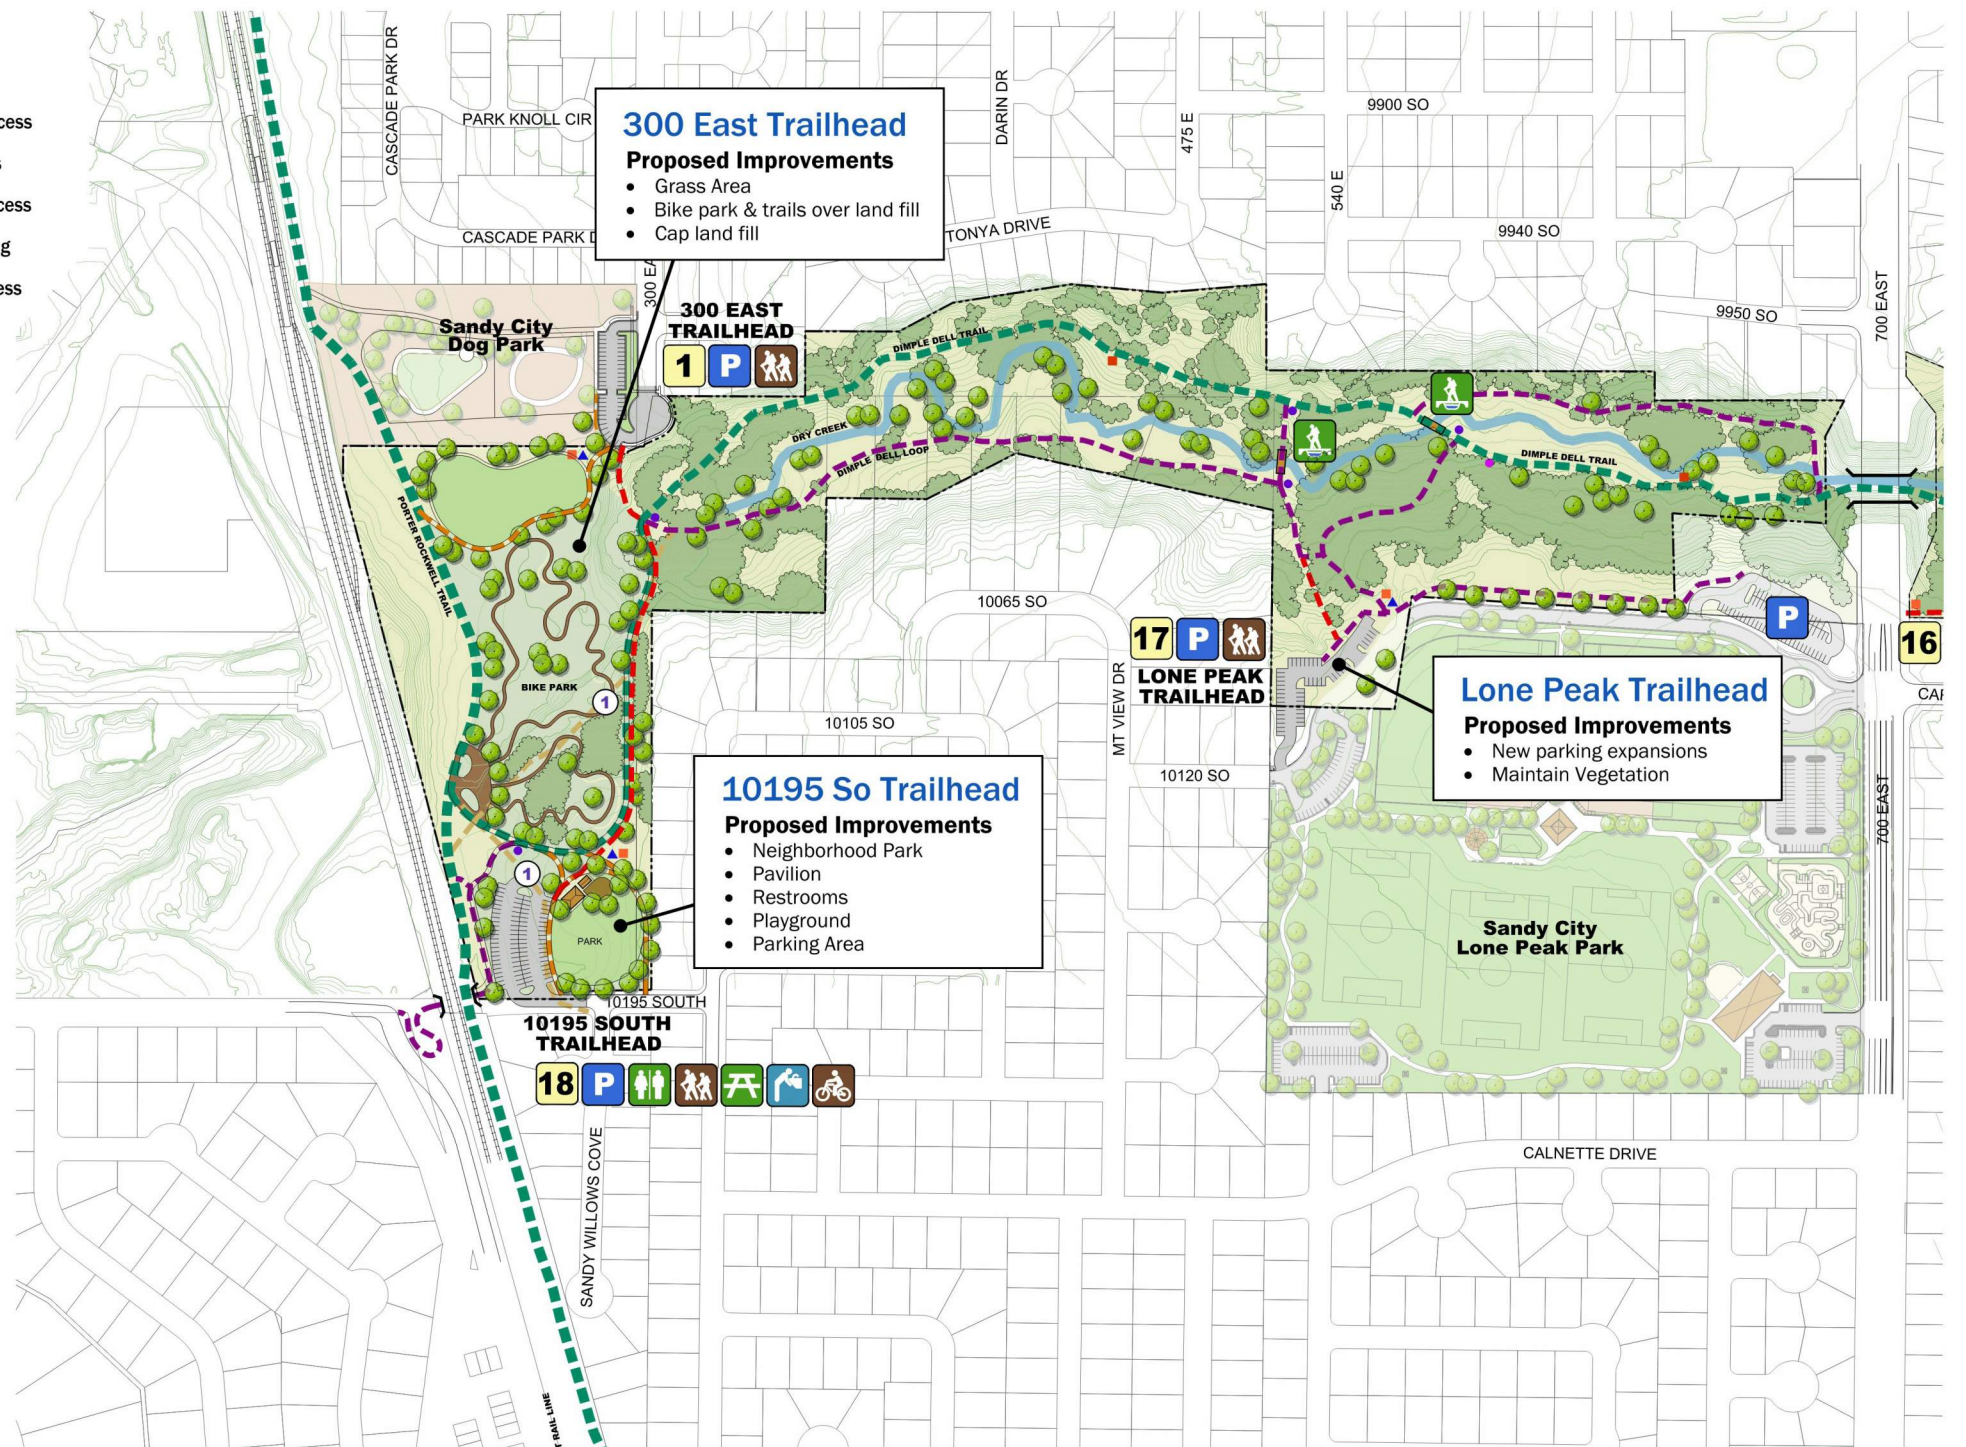 cess
s
cess
g
ess
CASCADE PARK DR
PARK KNOLL CIR
CASCADE PARK D
300 EA
DARIN DR
TONYA DRIVE
475 E
540 E
9900 SO
9940 SO
9950 SO
700 EAST
300 East Trailhead
Proposed Improvements
• Grass Area
• Bike park & trails over land fill
• Cap land fill
Sandy City
Dog Park
300 EAST
TRAILHEAD
1 P
DIMPLE DELL TRAIL
DRY CREEK
DIMPLE DELL LOOP
DIMPLE DELL TRAIL
PORTER ROCKWELL TRAIL
BIKE PARK
1
10065 SO
MT VIEW DR
10105 SO
10120 SO
17 P
LONE PEAK
TRAILHEAD
P
16
CAR
Lone Peak Trailhead
Proposed Improvements
• New parking expansions
• Maintain Vegetation
700 EAST
10195 So Trailhead
Proposed Improvements
• Neighborhood Park
• Pavilion
• Restrooms
• Playground
• Parking Area
1
PARK
Sandy City
Lone Peak Park
10195 SOUTH
10195 SOUTH
TRAILHEAD
18 P
SANDY WILLOWS COVE
CALNETTE DRIVE
T RAIL LINE